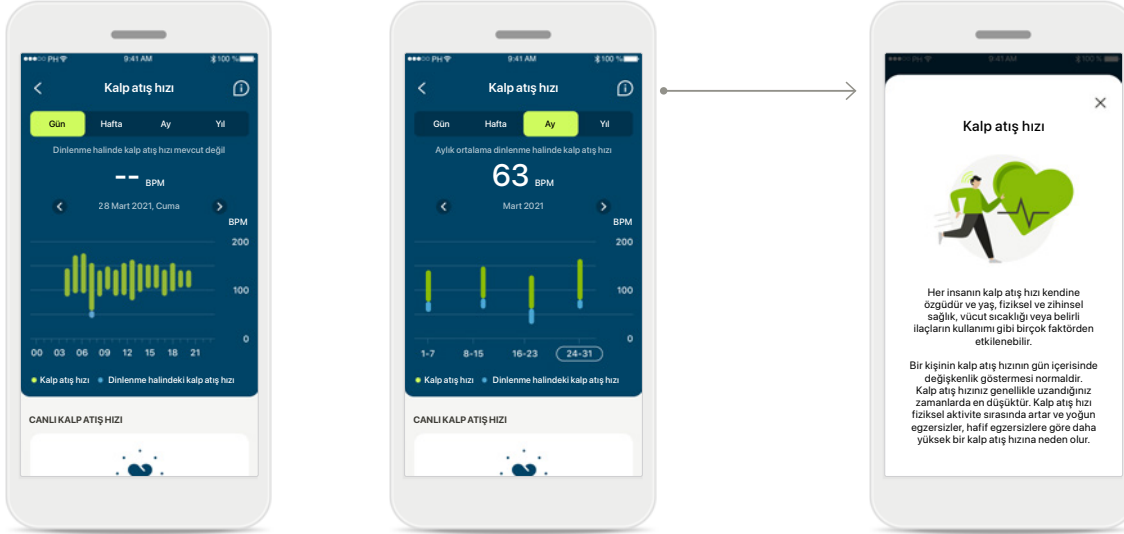 PH 9:41 AM 100 %
Kalp atış hızı
Gün Hafta Ay Yıl
Dinlenme halinde kalp atış hızı mevcut değil
-- BPM
28 Mart 2021, Cuma
BPM
200
100
0
00 03 06 09 12 15 18 21
Kalp atış hızı Dinlenme halindeki kalp atış hızı
CANLI KALP ATIŞ HIZI
PH 9:41 AM 100 %
Kalp atış hızı
Gün Hafta Ay Yıl
Aylık ortalama dinlenme halinde kalp atış hızı
63 BPM
Mart 2021
BPM
200
100
0
1-7 8-15 16-23 24-31
Kalp atış hızı Dinlenme halindeki kalp atış hızı
CANLI KALP ATIŞ HIZI
PH 9:41 AM 100 %
Kalp atış hızı
Her insanın kalp atış hızı kendine
özgüdür ve yaş, fiziksel ve zihinsel
sağlık, vücut sıcaklığı veya belirli
ilaçların kullanımı gibi birçok faktörden
etkilenebilir.
Bir kişinin kalp atış hızının gün içerisinde
değişkenlik göstermesi normaldir.
Kalp atış hızınız genellikle uzandığınız
zamanlarda en düşüktür. Kalp atış hızı
fiziksel aktivite sırasında artar ve yoğun
egzersizler, hafif egzersizlere göre daha
yüksek bir kalp atış hızına neden olur.